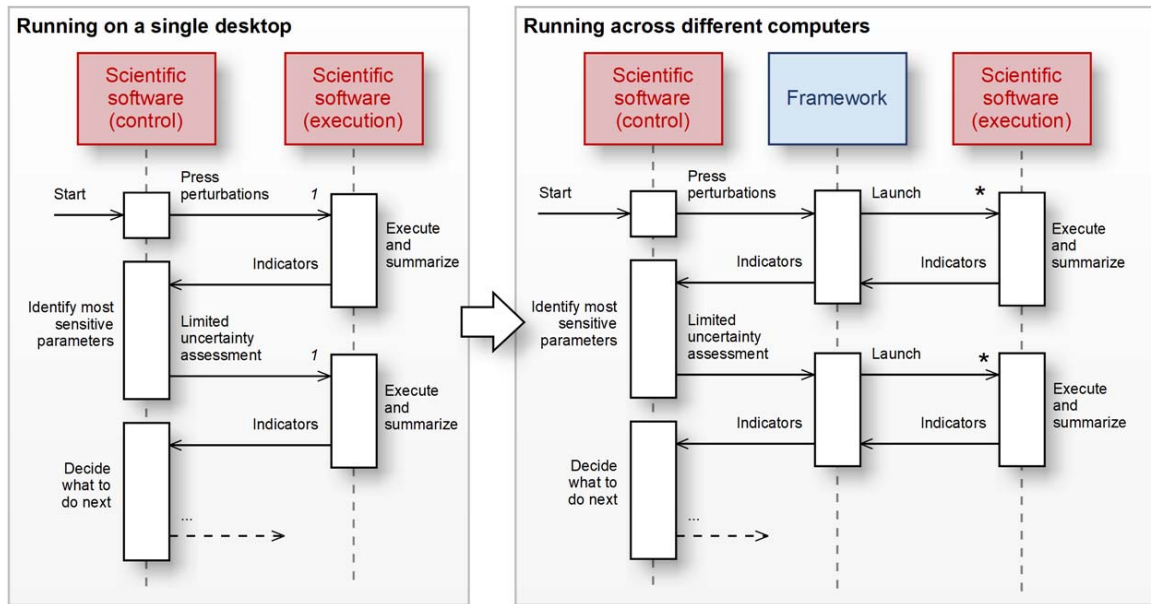 Running on a single desktop
Scientific
software
(control)
Scientific
software
(execution)
Start
Press
perturbations
1
Execute
and
summarize
Indicators
Identify most
sensitive
parameters
Limited
uncertainty
assessment
1
Execute
and
summarize
Indicators
Decide
what to
do next
...
Running across different computers
Scientific
software
(control)
Framework
Scientific
software
(execution)
Start
Press
perturbations
Launch
*
Execute
and
summarize
Indicators
Indicators
Identify most
sensitive
parameters
Limited
uncertainty
assessment
Launch
*
Execute
and
summarize
Indicators
Indicators
Decide
what to
do next
...